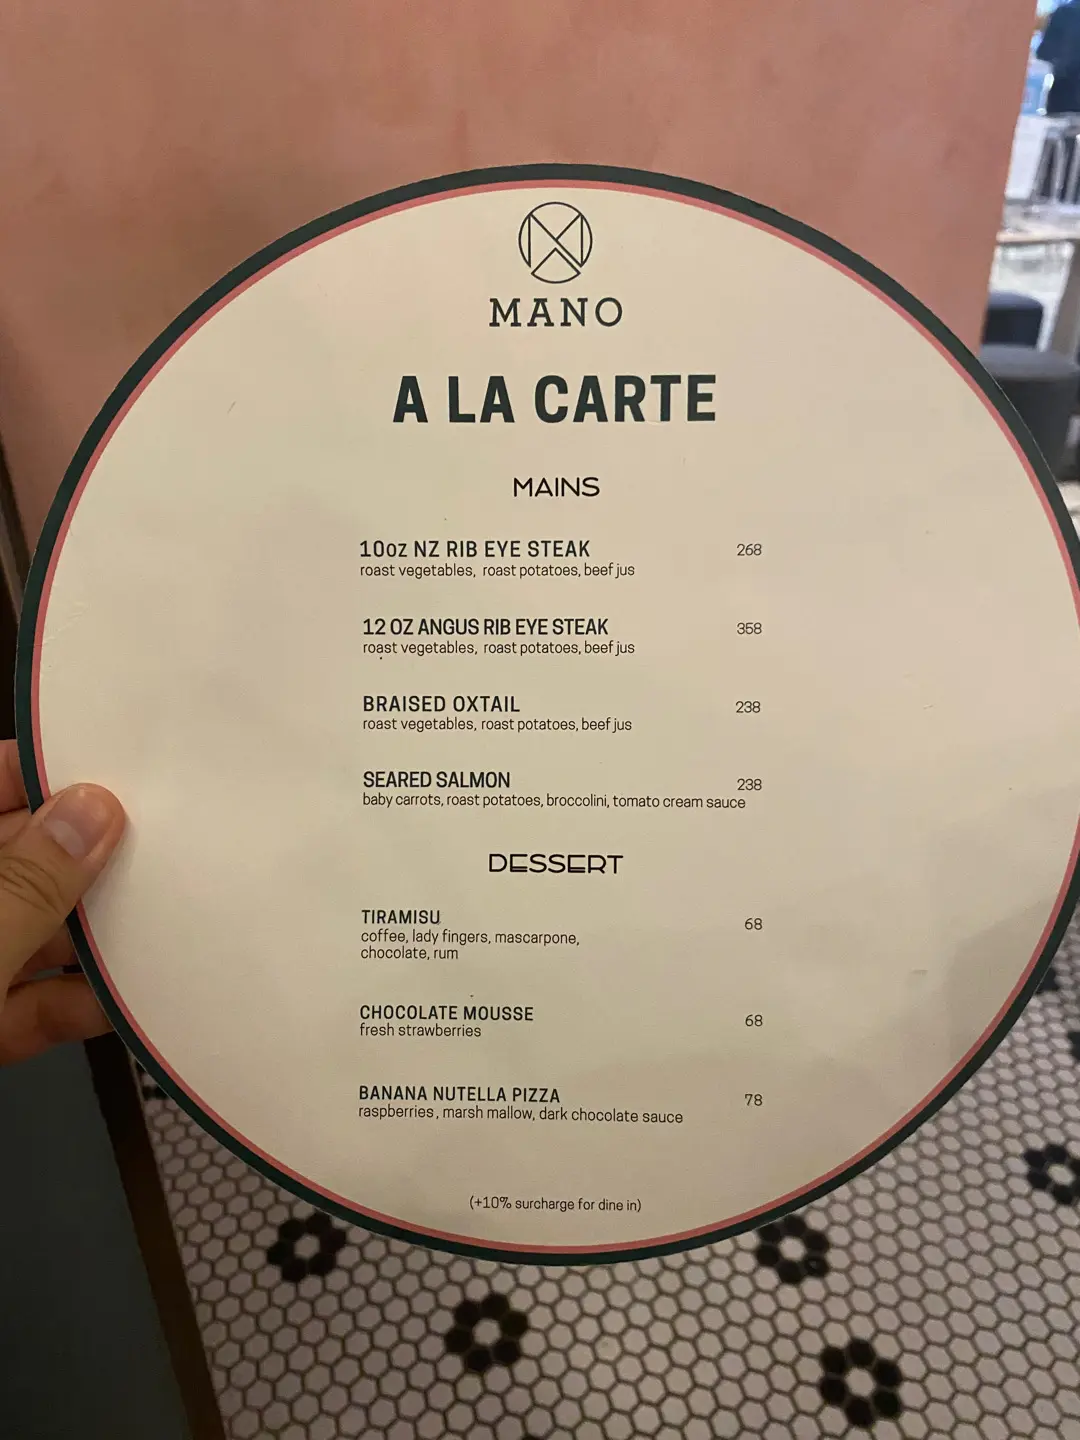 MANO
A LA CARTE
MAINS
10oz NZ RIB EYE STEAK 268
roast vegetables, roast potatoes, beef jus
12 OZ ANGUS RIB EYE STEAK 358
roast vegetables, roast potatoes, beef jus
BRAISED OXTAIL 238
roast vegetables, roast potatoes, beef jus
SEARED SALMON 238
baby carrots, roast potatoes, broccolini, tomato cream sauce
DESSERT
TIRAMISU 68
coffee, lady fingers, mascarpone,
chocolate, rum
CHOCOLATE MOUSSE 68
fresh strawberries
BANANA NUTELLA PIZZA 78
raspberries, marsh mallow, dark chocolate sauce
(+10% surcharge for dine in)